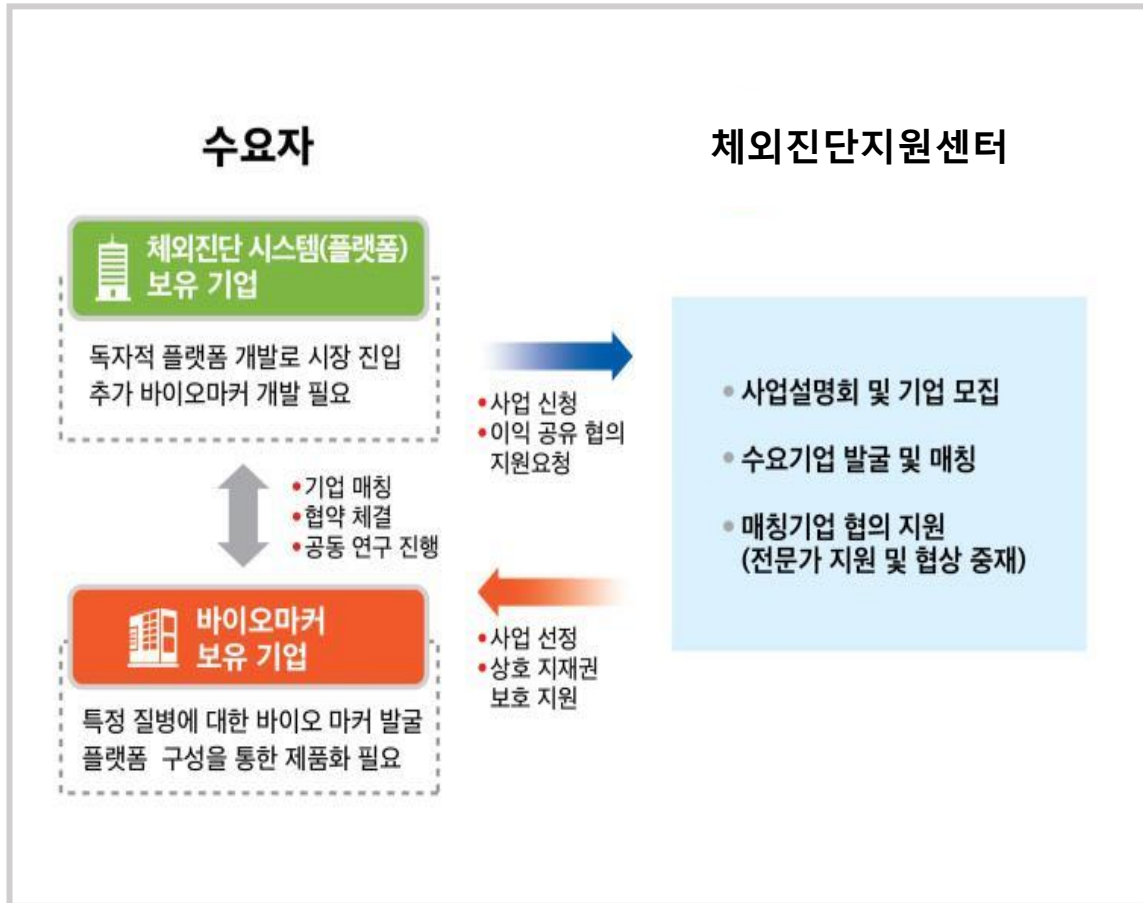 수요자
체외진단 시스템(플랫폼)
보유 기업
독자적 플랫폼 개발로 시장 진입
추가 바이오마커 개발 필요
•기업 매칭
•협약 체결
•공동 연구 진행
바이오마커
보유 기업
특정 질병에 대한 바이오 마커 발굴
플랫폼 구성을 통한 제품화 필요
•사업 신청
•이익 공유 협의
지원요청
•사업 선정
•상호 지재권
보호 지원
체외진단지원센터
• 사업설명회 및 기업 모집
• 수요기업 발굴 및 매칭
• 매칭기업 협의 지원
(전문가 지원 및 협상 중재)